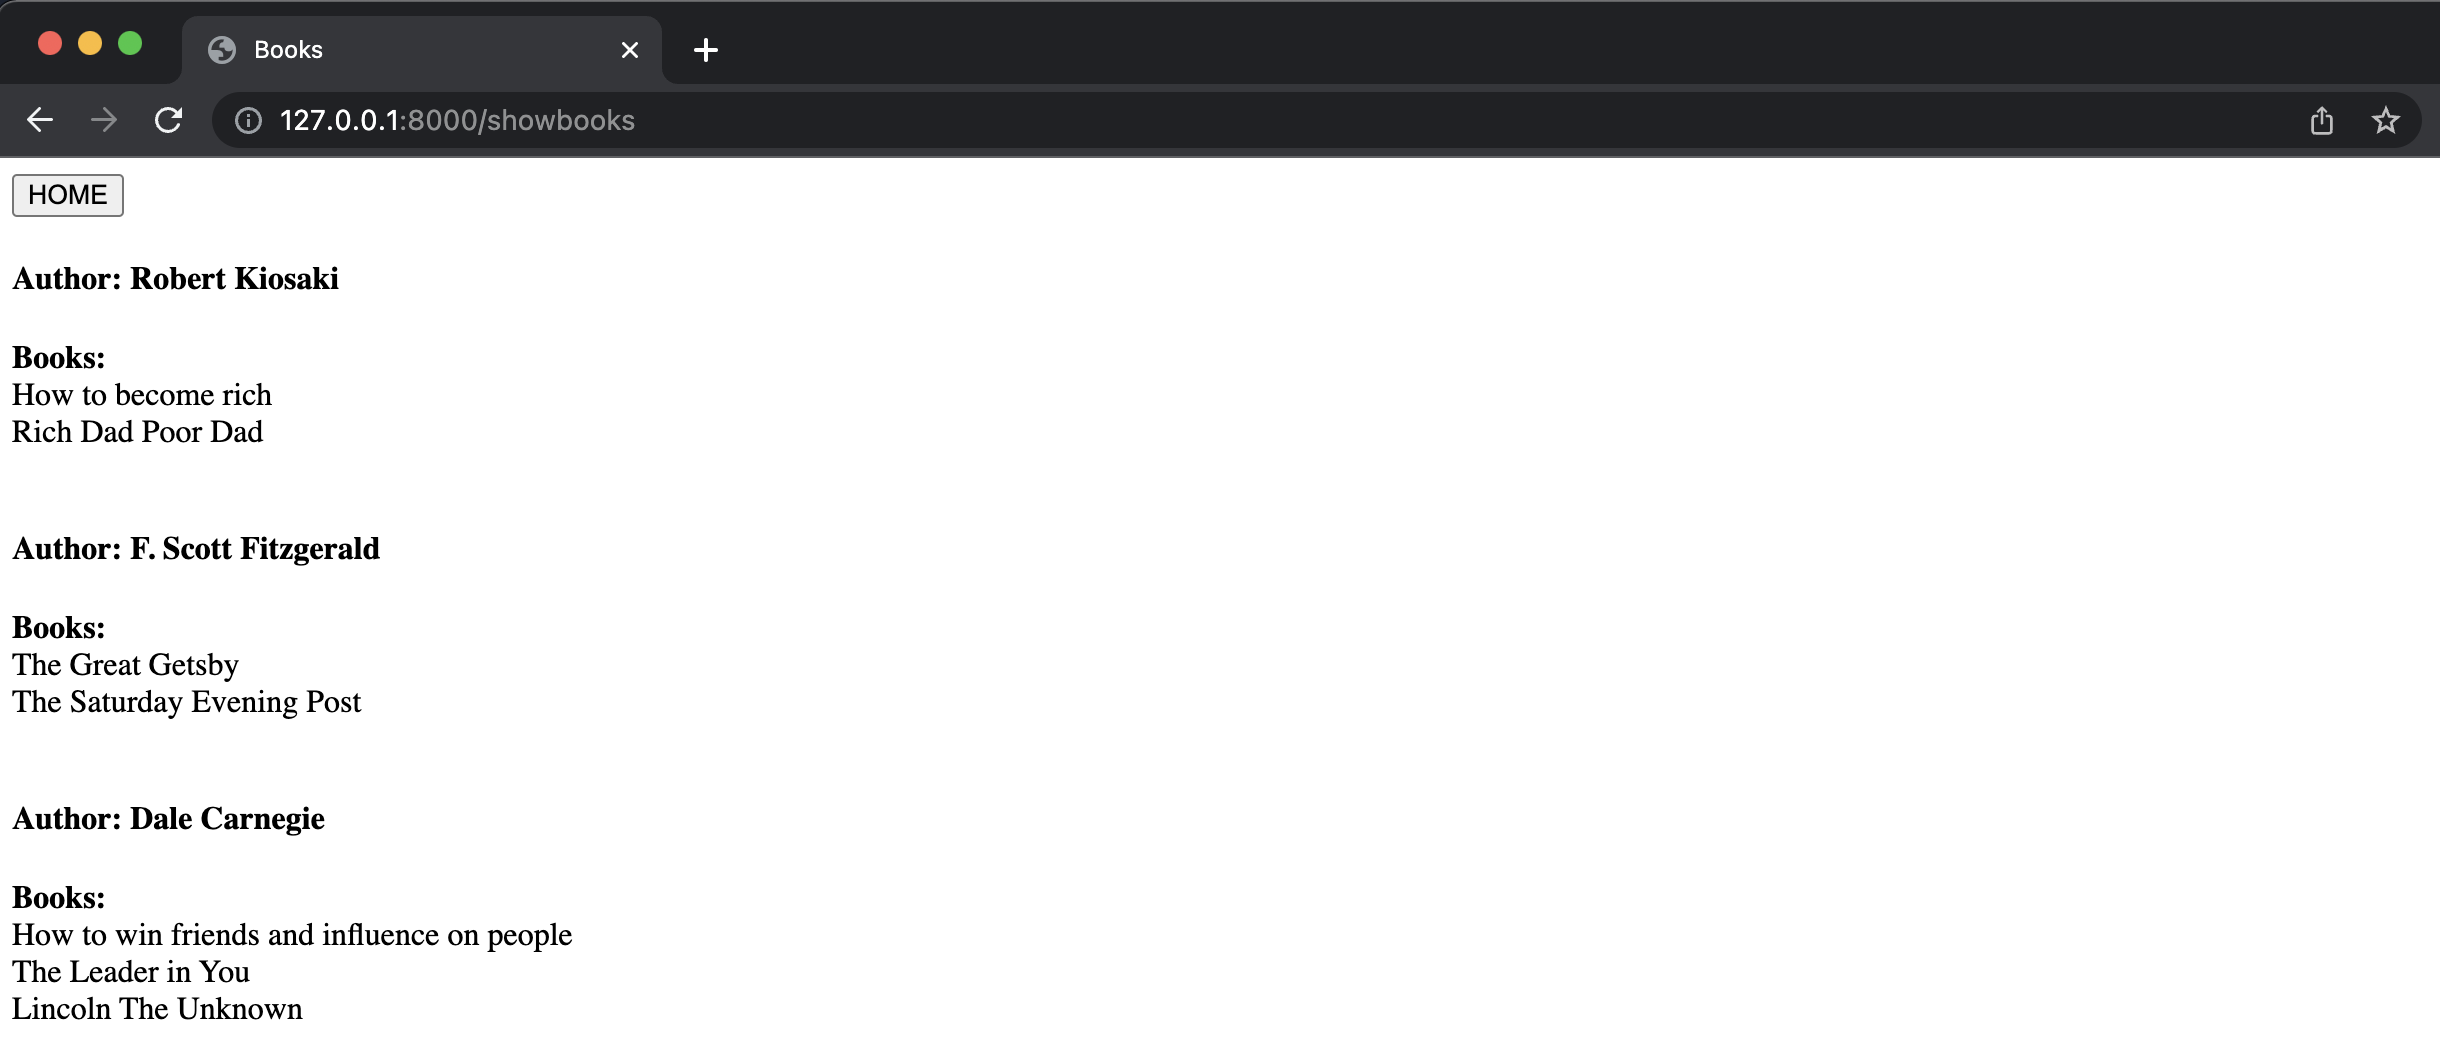 Books
127.0.0.1:8000/showbooks
HOME
Author: Robert Kiosaki
Books:
How to become rich
Rich Dad Poor Dad
Author: F. Scott Fitzgerald
Books:
The Great Getsby
The Saturday Evening Post
Author: Dale Carnegie
Books:
How to win friends and influence on people
The Leader in You
Lincoln The Unknown